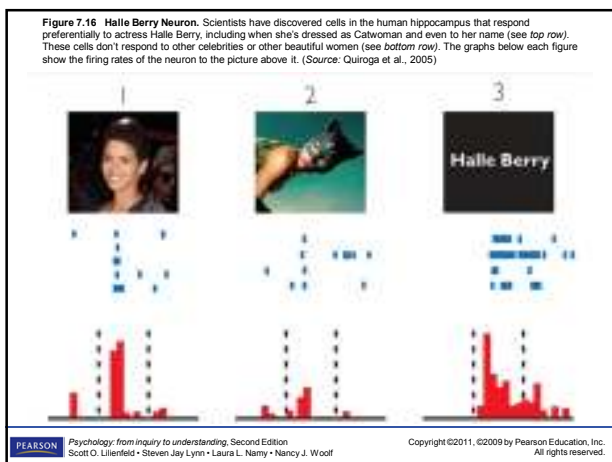 Figure 7.16 Halle Berry Neuron. Scientists have discovered cells in the human hippocampus that respond
preferentially to actress Halle Berry, including when she's dressed as Catwoman and even to her name (see top row).
These cells don't respond to other celebrities or other beautiful women (see bottom row). The graphs below each figure
show the firing rates of the neuron to the picture above it. (Source: Quiroga et al., 2005)
1 2 3
Halle Berry
PEARSON
Psychology: from inquiry to understanding, Second Edition
Scott O. Lilienfeld • Steven Jay Lynn • Laura L. Namy • Nancy J. Woolf
Copyright ©2011, ©2009 by Pearson Education, Inc.
All rights reserved.